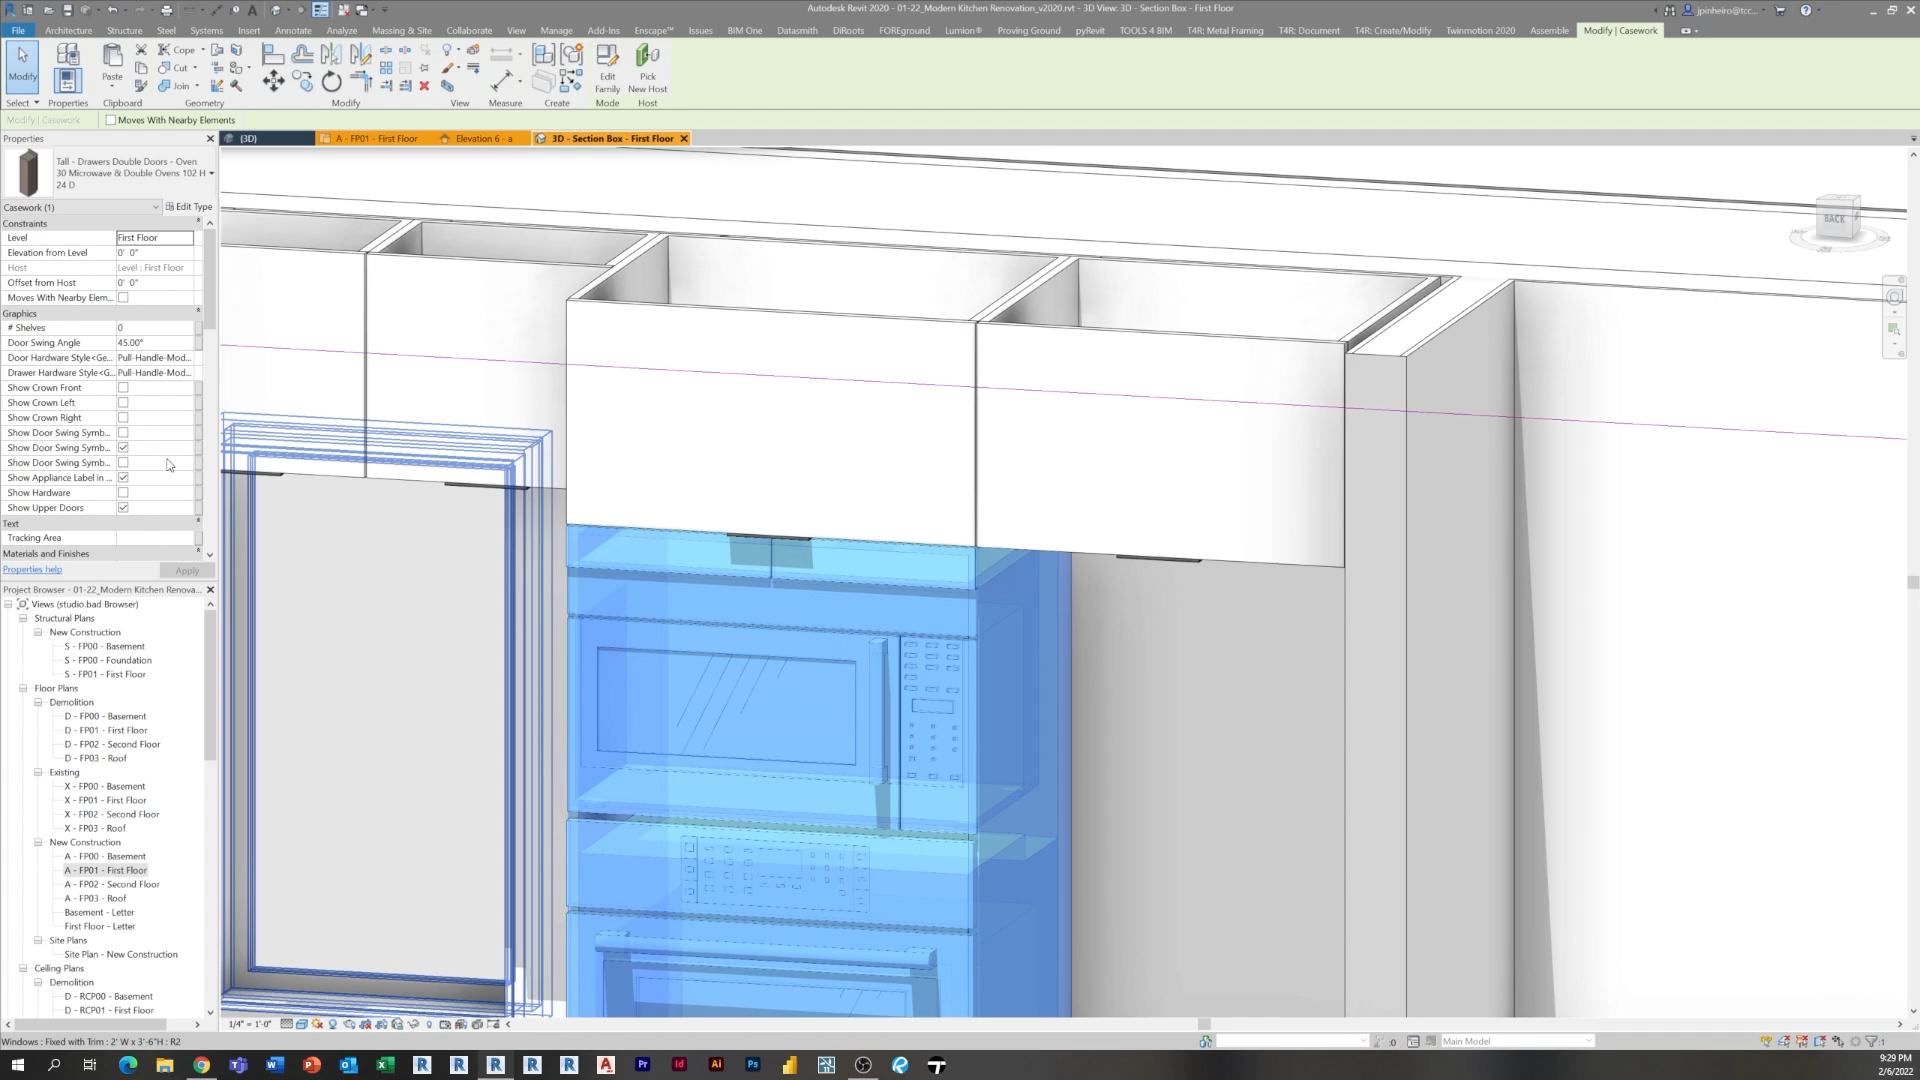 Autodesk Revit 2020 - 01-22_Modern Kitchen Renovation_v2020.rvt - 3D View: 3D - Section Box - First Floor
jpinheiro@tcc...
File Architecture Structure Steel Systems Insert Annotate Analyze Massing & Site Collaborate View Manage Add-Ins Enscape™ Issues BIM One Datasmith DiRoots FOREground Lumion® Proving Ground pyRevit TOOLS 4 BIM T4R: Metal Framing T4R: Document T4R: Create/Modify Twinmotion 2020 Assemble Modify | Casework
Cope
Cut
Join
Modify
Paste
Edit Family
Pick New Host
Select Properties Clipboard Geometry Modify View Measure Create Mode Host
Modify | Casework Moves With Nearby Elements
Properties
{3D} A - FP01 - First Floor Elevation 6 - a 3D - Section Box - First Floor
Tall - Drawers Double Doors - Oven
30 Microwave & Double Ovens 102 H
24 D
Casework (1) Edit Type
Constraints
Level First Floor
Elevation from Level 0' 0"
Host Level : First Floor
Offset from Host 0' 0"
Moves With Nearby Elem...
Graphics
# Shelves 0
Door Swing Angle 45.00°
Door Hardware Style<Ge... Pull-Handle-Mod...
Drawer Hardware Style<G... Pull-Handle-Mod...
Show Crown Front
Show Crown Left
Show Crown Right
Show Door Swing Symb...
Show Door Swing Symb...
Show Door Swing Symb...
Show Appliance Label in ...
Show Hardware
Show Upper Doors
Text
Tracking Area
Materials and Finishes
Properties help Apply
Project Browser - 01-22_Modern Kitchen Renova...
Views (studio.bad Browser)
Structural Plans
New Construction
S - FP00 - Basement
S - FP00 - Foundation
S - FP01 - First Floor
Floor Plans
Demolition
D - FP00 - Basement
D - FP01 - First Floor
D - FP02 - Second Floor
D - FP03 - Roof
Existing
X - FP00 - Basement
X - FP01 - First Floor
X - FP02 - Second Floor
X - FP03 - Roof
New Construction
A - FP00 - Basement
A - FP01 - First Floor
A - FP02 - Second Floor
A - FP03 - Roof
Basement - Letter
First Floor - Letter
Site Plans
Site Plan - New Construction
Ceiling Plans
Demolition
D - RCP00 - Basement
D - RCP01 - First Floor
BACK
1/4" = 1'-0"
Windows : Fixed with Trim : 2' W x 3'-6"H : R2
:0 Main Model :1
9:29 PM
2/6/2022